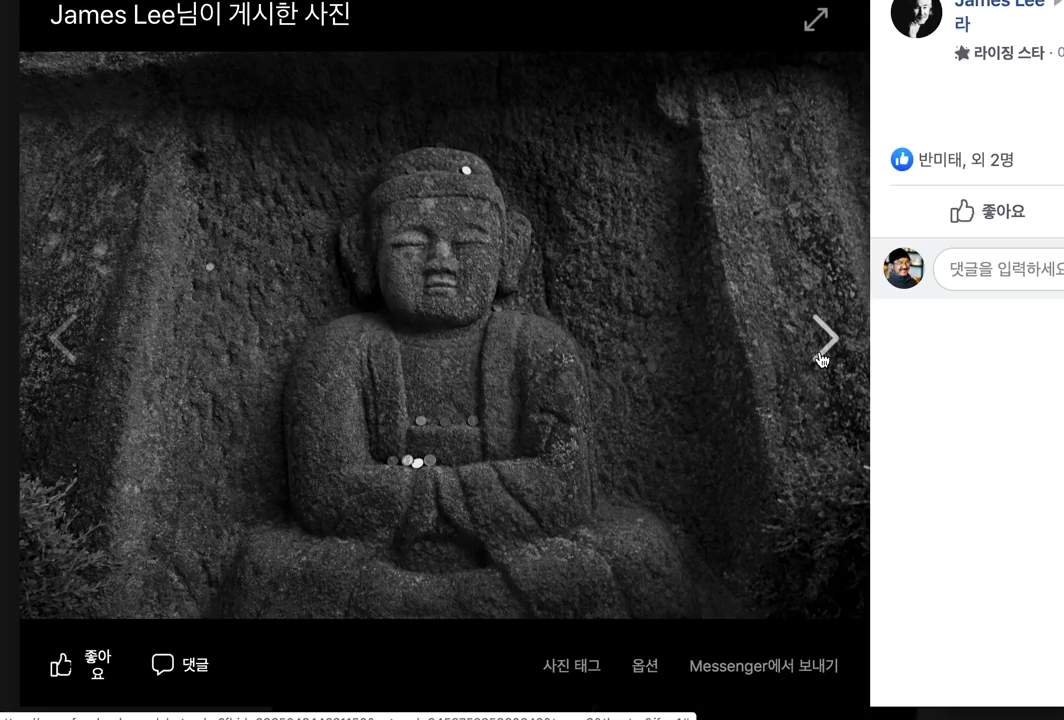 James Lee님이 게시한 사진
James Lee
라
라이징 스타 ·
반미태, 외 2명
좋아요
댓글을 입력하세요
좋아
요
댓글
사진 태그
옵션
Messenger에서 보내기